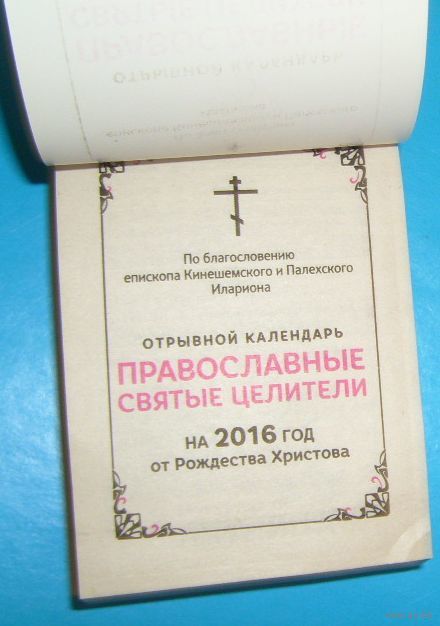 По благословению
епископа Кинешемского и Палехского
Илариона
ОТРЫВНОЙ КАЛЕНДАРЬ
ПРАВОСЛАВНЫЕ
СВЯТЫЕ ЦЕЛИТЕЛИ
НА 2016 ГОД
от Рождества Христова